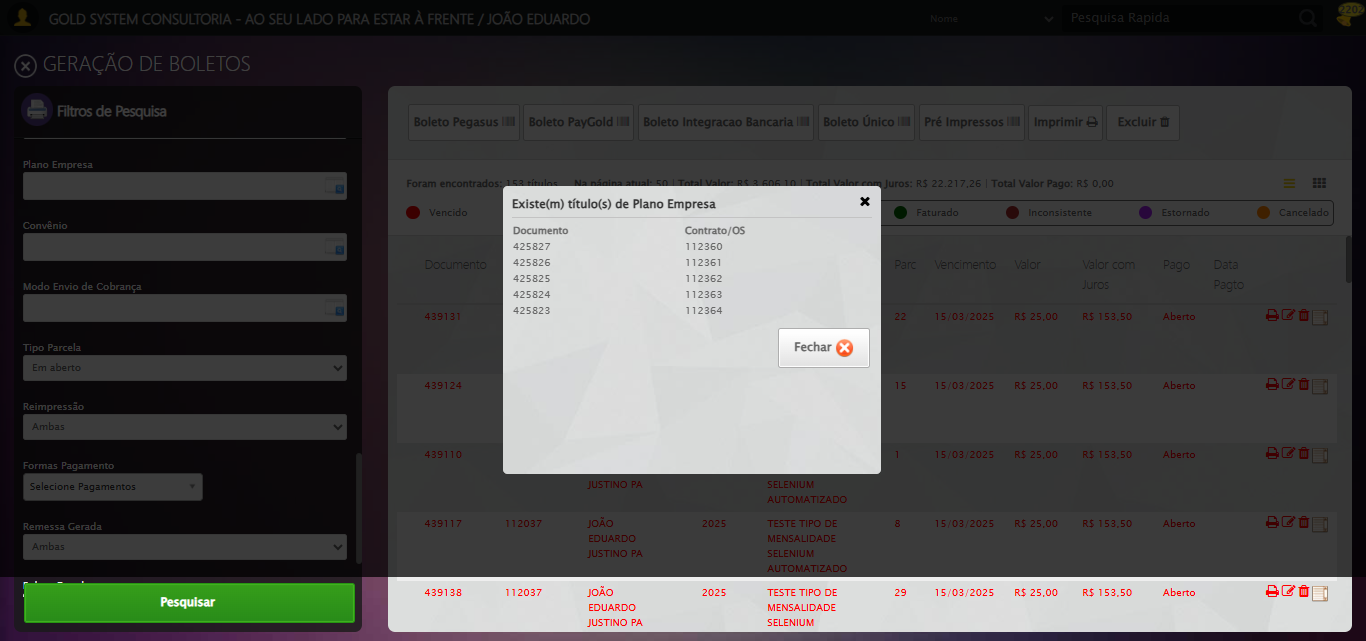 GOLD SYSTEM CONSULTORIA - AO SEU LADO PARA ESTAR À FRENTE / JOÃO EDUARDO
Nome
Pesquisa Rapida
2202
GERAÇÃO DE BOLETOS
Filtros de Pesquisa
Plano Empresa
Convênio
Modo Envio de Cobrança
Tipo Parcela
Em aberto
Reimpressão
Ambas
Formas Pagamento
Selecione Pagamentos
Remessa Gerada
Ambas
Pesquisar
Boleto Pegasus
Boleto PayGold
Boleto Integracao Bancaria
Boleto Único
Pré Impressos
Imprimir
Excluir
Foram encontrados: 153 títulos Na página atual: 50 | Total Valor: R$ 3.606,10 | Total Valor com Juros: R$ 22.217,26 | Total Valor Pago: R$ 0,00
Vencido Faturado Inconsistente Estornado Cancelado
Existe(m) título(s) de Plano Empresa
Documento Contrato/OS
425827 112360
425826 112361
425825 112362
425824 112363
425823 112364
Fechar
Documento Parc Vencimento Valor Valor com Pago Data
Juros Pagto
439131 22 15/03/2025 R$ 25,00 R$ 153,50 Aberto
439124 15 15/03/2025 R$ 25,00 R$ 153,50 Aberto
439110 1 15/03/2025 R$ 25,00 R$ 153,50 Aberto
JUSTINO PA SELENIUM
AUTOMATIZADO
439117 112037 JOÃO 2025 TESTE TIPO DE 8 15/03/2025 R$ 25,00 R$ 153,50 Aberto
EDUARDO MENSALIDADE
JUSTINO PA SELENIUM
AUTOMATIZADO
439138 112037 JOÃO 2025 TESTE TIPO DE 29 15/03/2025 R$ 25,00 R$ 153,50 Aberto
EDUARDO MENSALIDADE
JUSTINO PA SELENIUM